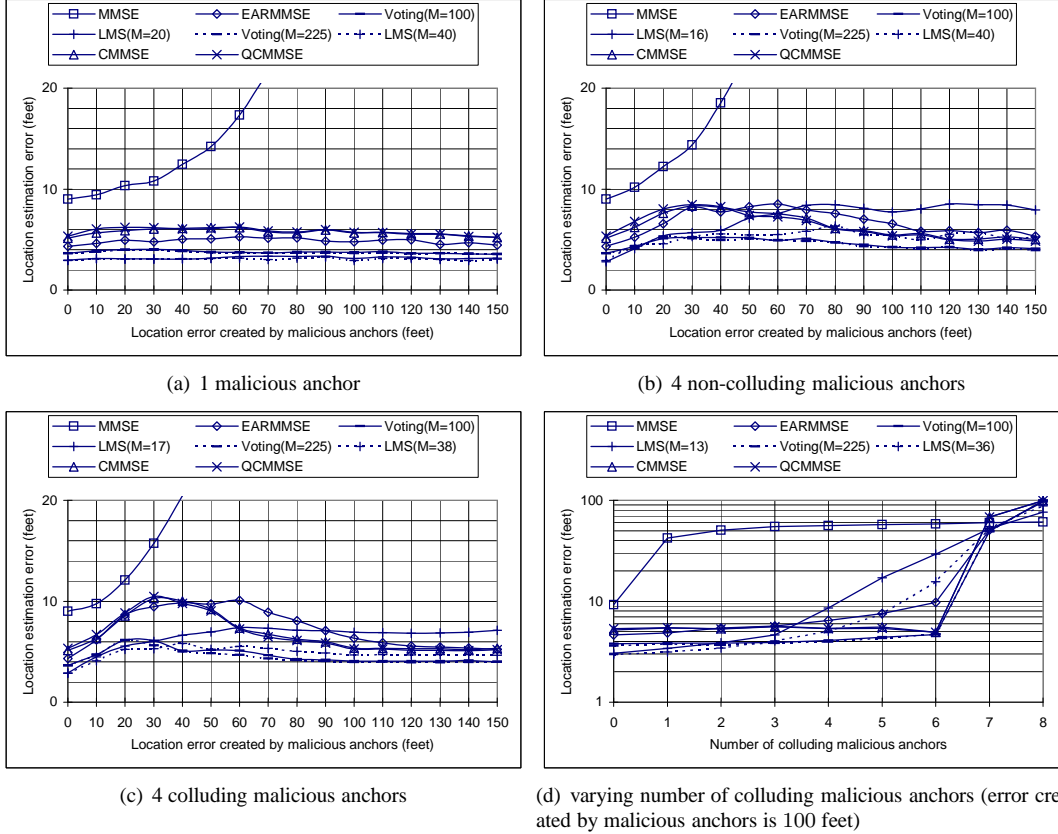 MMSE EARMMSE Voting(M=100)
LMS(M=20) Voting(M=225) LMS(M=40)
CMMSE QCMMSE
Location estimation error (feet)
20
10
0
0 10 20 30 40 50 60 70 80 90 100 110 120 130 140 150
Location error created by malicious anchors (feet)
(a) 1 malicious anchor
MMSE EARMMSE Voting(M=100)
LMS(M=16) Voting(M=225) LMS(M=40)
CMMSE QCMMSE
Location estimation error (feet)
20
10
0
0 10 20 30 40 50 60 70 80 90 100 110 120 130 140 150
Location error created by malicious anchors (feet)
(b) 4 non-colluding malicious anchors
MMSE EARMMSE Voting(M=100)
LMS(M=17) Voting(M=225) LMS(M=38)
CMMSE QCMMSE
Location estimation error (feet)
20
10
0
0 10 20 30 40 50 60 70 80 90 100 110 120 130 140 150
Location error created by malicious anchors (feet)
(c) 4 colluding malicious anchors
MMSE EARMMSE Voting(M=100)
LMS(M=13) Voting(M=225) LMS(M=36)
CMMSE QCMMSE
Location estimation error (feet)
100
10
1
0 1 2 3 4 5 6 7 8
Number of colluding malicious anchors
(d) varying number of colluding malicious anchors (error cre
ated by malicious anchors is 100 feet)